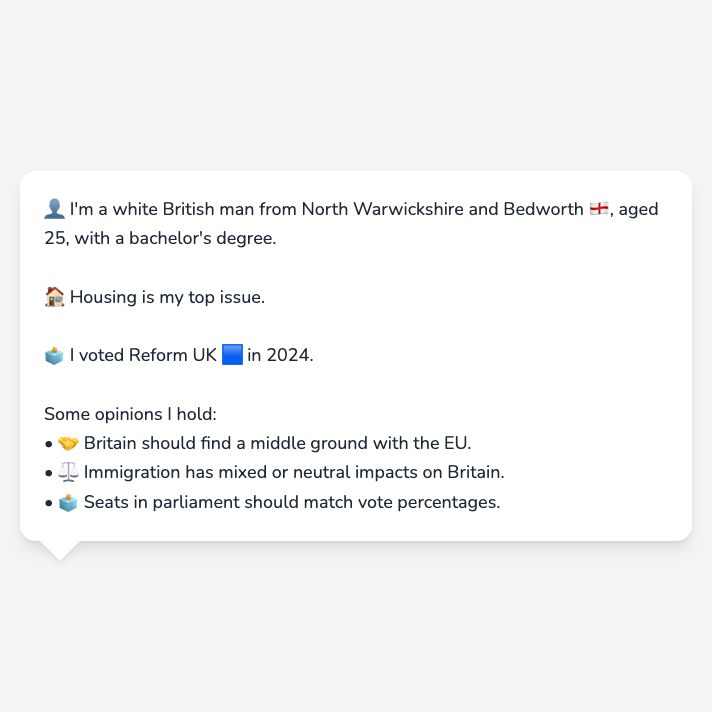 👤 I'm a white British man from North Warwickshire and Bedworth 🏴󠁧󠁢󠁥󠁮󠁧󠁿, aged
25, with a bachelor's degree.
🏠 Housing is my top issue.
🗳️ I voted Reform UK 🟦 in 2024.
Some opinions I hold:
• 🤝 Britain should find a middle ground with the EU.
• ⚖️ Immigration has mixed or neutral impacts on Britain.
• 🗳️ Seats in parliament should match vote percentages.